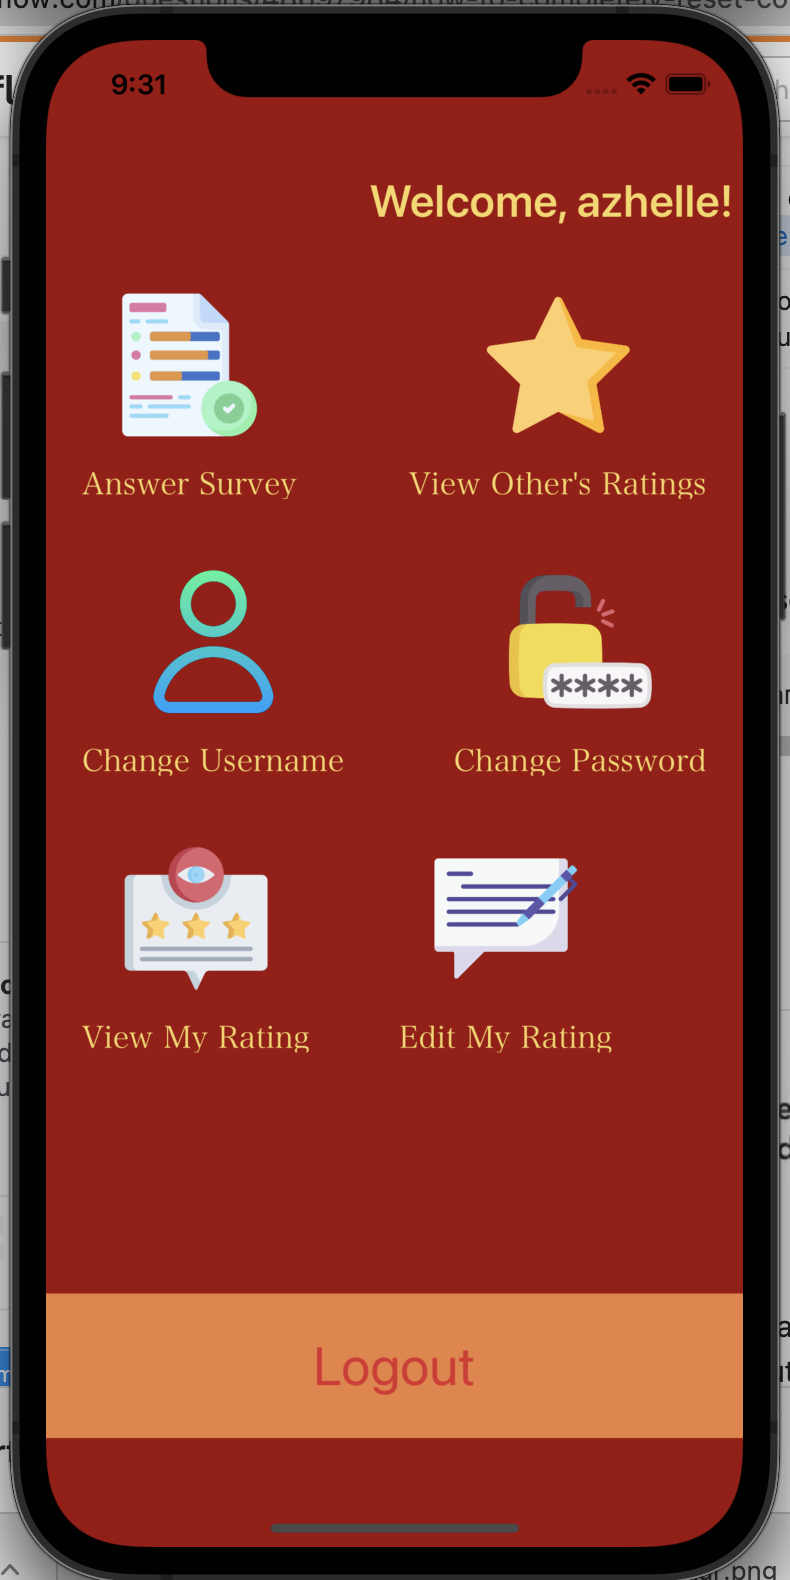 9:31
Welcome, azhelle!
Answer Survey
View Other's Ratings
Change Username
****
Change Password
View My Rating
Edit My Rating
Logout
.png